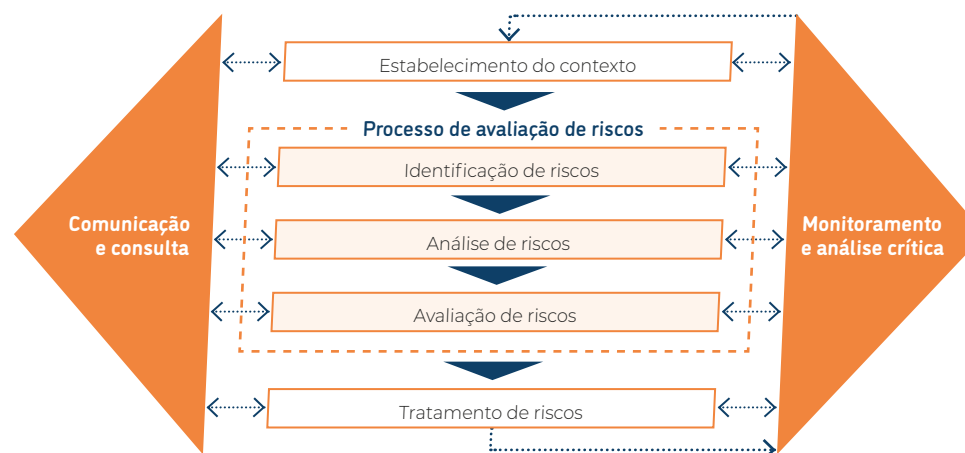 Estabelecimento do contexto
Processo de avaliação de riscos
Identificação de riscos
Comunicação
e consulta
Análise de riscos
Monitoramento
e análise crítica
Avaliação de riscos
Tratamento de riscos